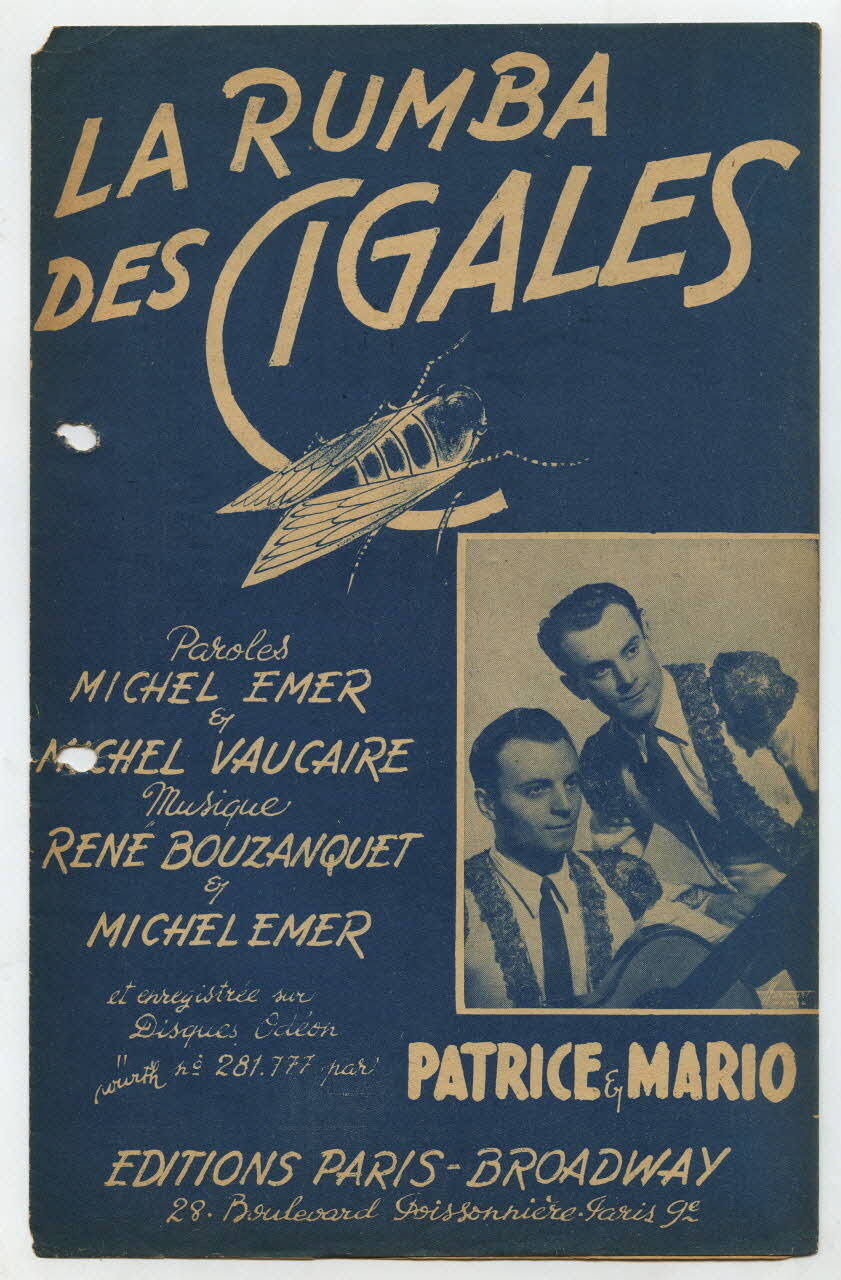 LA RUMBA
DES CIGALES
Paroles
MICHEL EMER
&
MICHEL VAUCAIRE
Musique
RENÉ BOUZANQUET
&
MICHEL EMER
et enregistrée sur
Disques Odéon
nº 281.777 par
würth
PATRICE & MARIO
EDITIONS PARIS-BROADWAY
28. Boulevard Poissonnière. Paris 9e